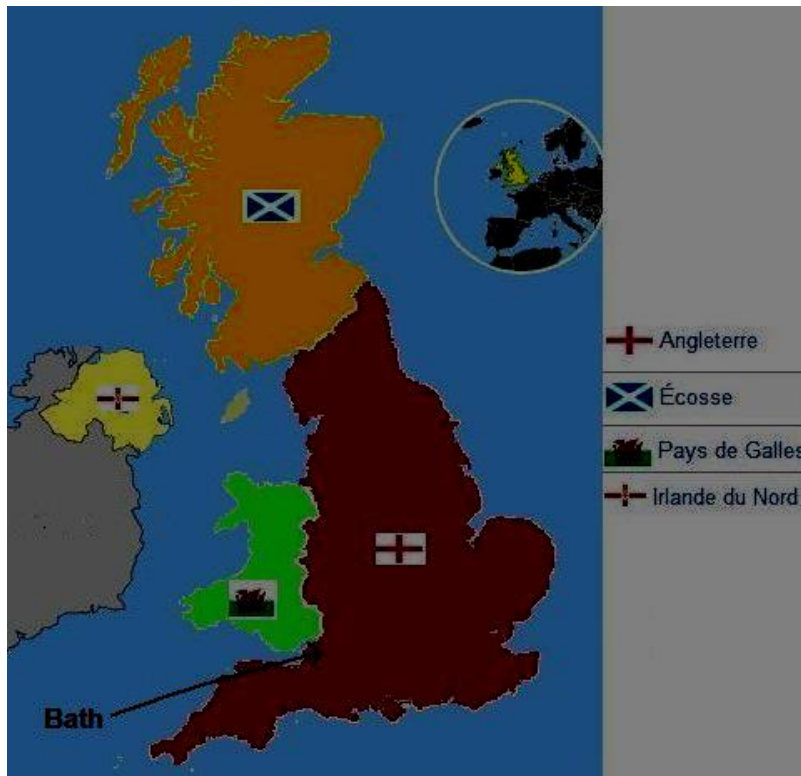 Angleterre
Écosse
Pays de Galles
Irlande du Nord
Bath